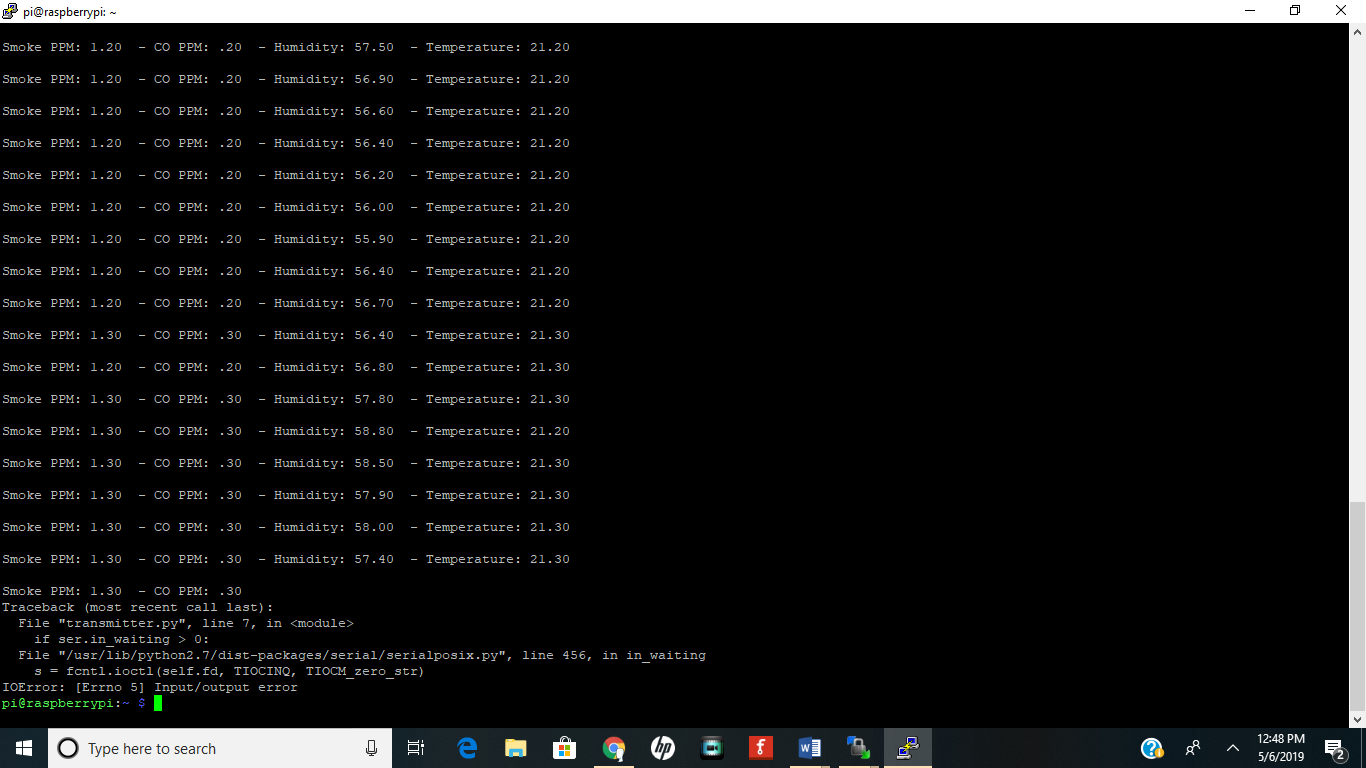 pi@raspberrypi: ~
Smoke PPM: 1.20  - CO PPM: .20  - Humidity: 57.50  - Temperature: 21.20
Smoke PPM: 1.20  - CO PPM: .20  - Humidity: 56.90  - Temperature: 21.20
Smoke PPM: 1.20  - CO PPM: .20  - Humidity: 56.60  - Temperature: 21.20
Smoke PPM: 1.20  - CO PPM: .20  - Humidity: 56.40  - Temperature: 21.20
Smoke PPM: 1.20  - CO PPM: .20  - Humidity: 56.20  - Temperature: 21.20
Smoke PPM: 1.20  - CO PPM: .20  - Humidity: 56.00  - Temperature: 21.20
Smoke PPM: 1.20  - CO PPM: .20  - Humidity: 55.90  - Temperature: 21.20
Smoke PPM: 1.20  - CO PPM: .20  - Humidity: 56.40  - Temperature: 21.20
Smoke PPM: 1.20  - CO PPM: .20  - Humidity: 56.70  - Temperature: 21.20
Smoke PPM: 1.30  - CO PPM: .30  - Humidity: 56.40  - Temperature: 21.30
Smoke PPM: 1.20  - CO PPM: .20  - Humidity: 56.80  - Temperature: 21.30
Smoke PPM: 1.30  - CO PPM: .30  - Humidity: 57.80  - Temperature: 21.30
Smoke PPM: 1.30  - CO PPM: .30  - Humidity: 58.80  - Temperature: 21.20
Smoke PPM: 1.30  - CO PPM: .30  - Humidity: 58.50  - Temperature: 21.30
Smoke PPM: 1.30  - CO PPM: .30  - Humidity: 57.90  - Temperature: 21.30
Smoke PPM: 1.30  - CO PPM: .30  - Humidity: 58.00  - Temperature: 21.30
Smoke PPM: 1.30  - CO PPM: .30  - Humidity: 57.40  - Temperature: 21.30
Smoke PPM: 1.30  - CO PPM: .30
Traceback (most recent call last):
  File "transmitter.py", line 7, in <module>
    if ser.in_waiting > 0:
  File "/usr/lib/python2.7/dist-packages/serial/serialposix.py", line 456, in in_waiting
    s = fcntl.ioctl(self.fd, TIOCINQ, TIOCM_zero_str)
IOError: [Errno 5] Input/output error
pi@raspberrypi:~ $
Type here to search
hp
12:48 PM
5/6/2019
2